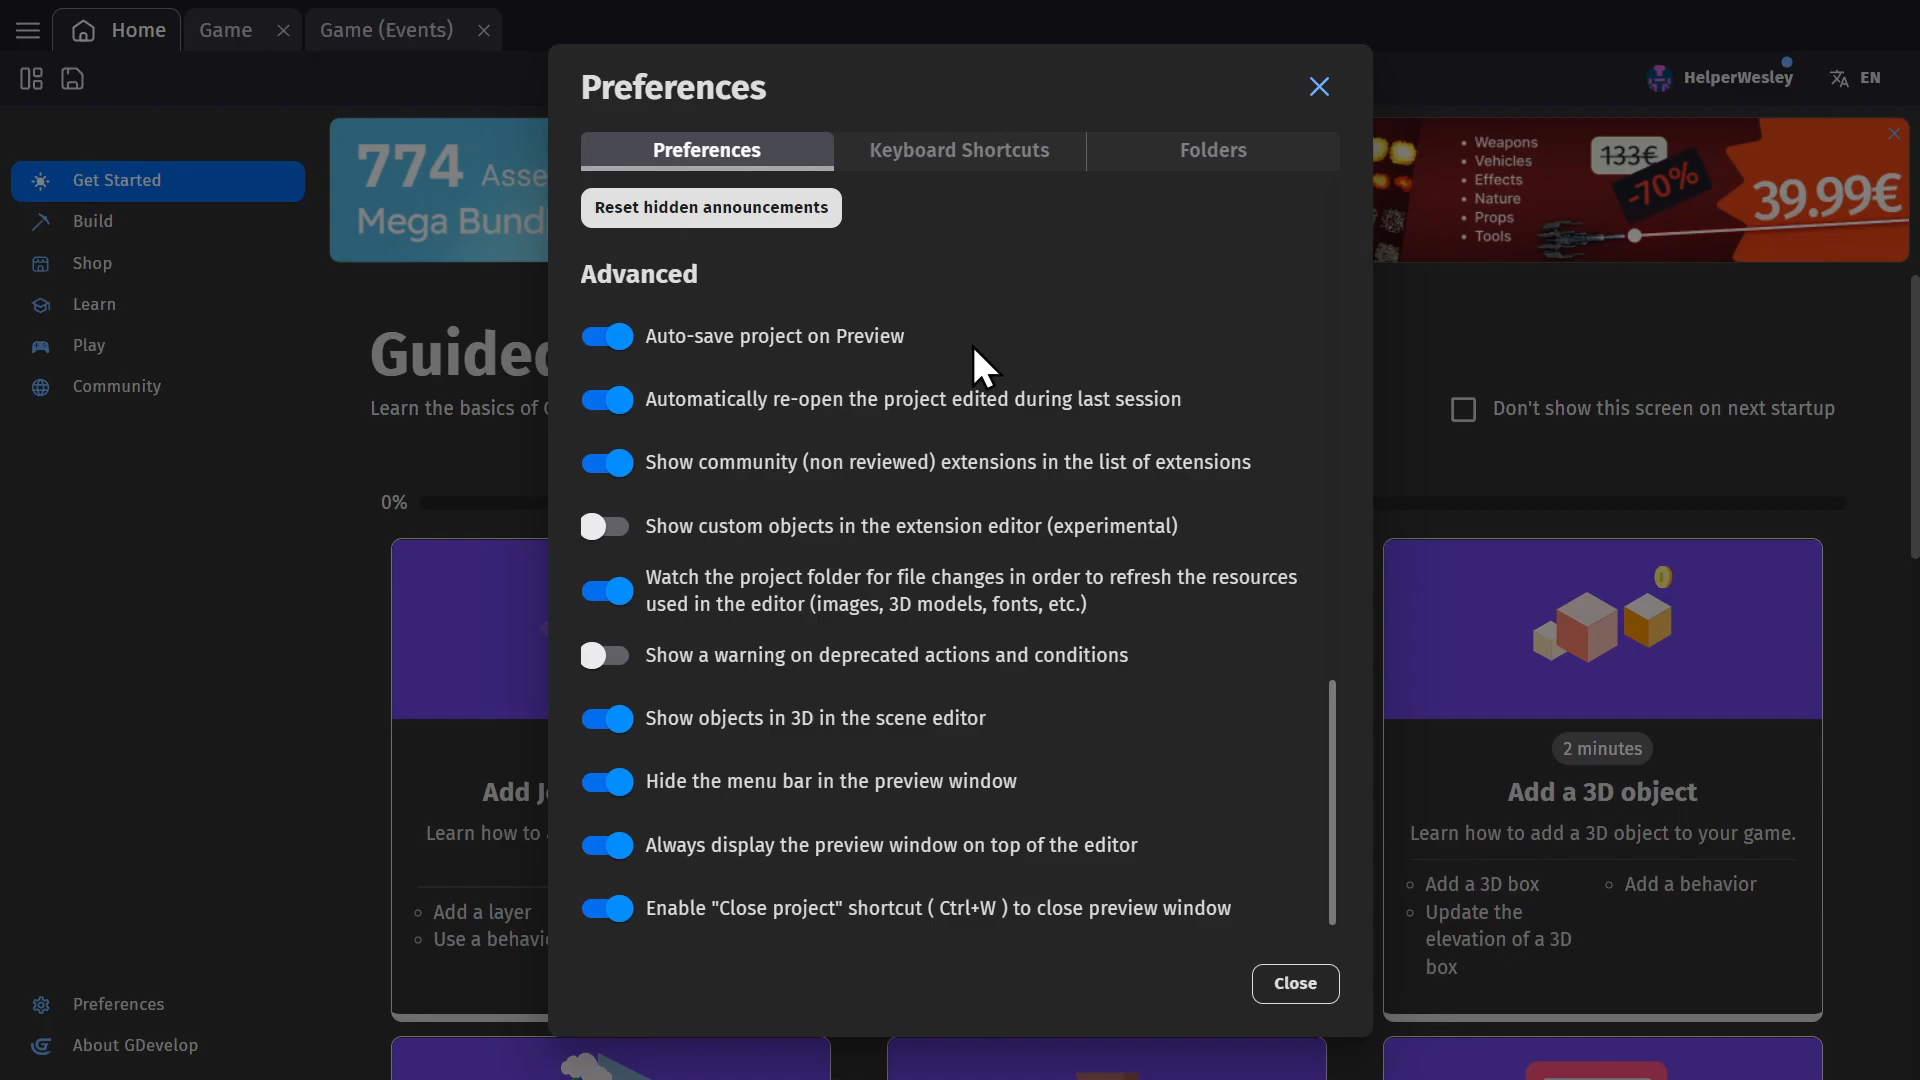 Home
Game
Game (Events)
HelperWesley
EN
Preferences
Preferences
Keyboard Shortcuts
Folders
Reset hidden announcements
Advanced
Auto-save project on Preview
Automatically re-open the project edited during last session
Show community (non reviewed) extensions in the list of extensions
Show custom objects in the extension editor (experimental)
Watch the project folder for file changes in order to refresh the resources
used in the editor (images, 3D models, fonts, etc.)
Show a warning on deprecated actions and conditions
Show objects in 3D in the scene editor
Hide the menu bar in the preview window
Always display the preview window on top of the editor
Enable "Close project" shortcut ( Ctrl+W ) to close preview window
Close
Get Started
Build
Shop
Learn
Play
Community
Preferences
About GDevelop
774 Asse
Mega Bund
• Weapons
• Vehicles
• Effects
• Nature
• Props
• Tools
133€
-70%
39.99€
Guided
Learn the basics of
Don't show this screen on next startup
0%
Add
Learn how to
Add a layer
Use a behavi
2 minutes
Add a 3D object
Learn how to add a 3D object to your game.
Add a 3D box
Update the
elevation of a 3D
box
Add a behavior